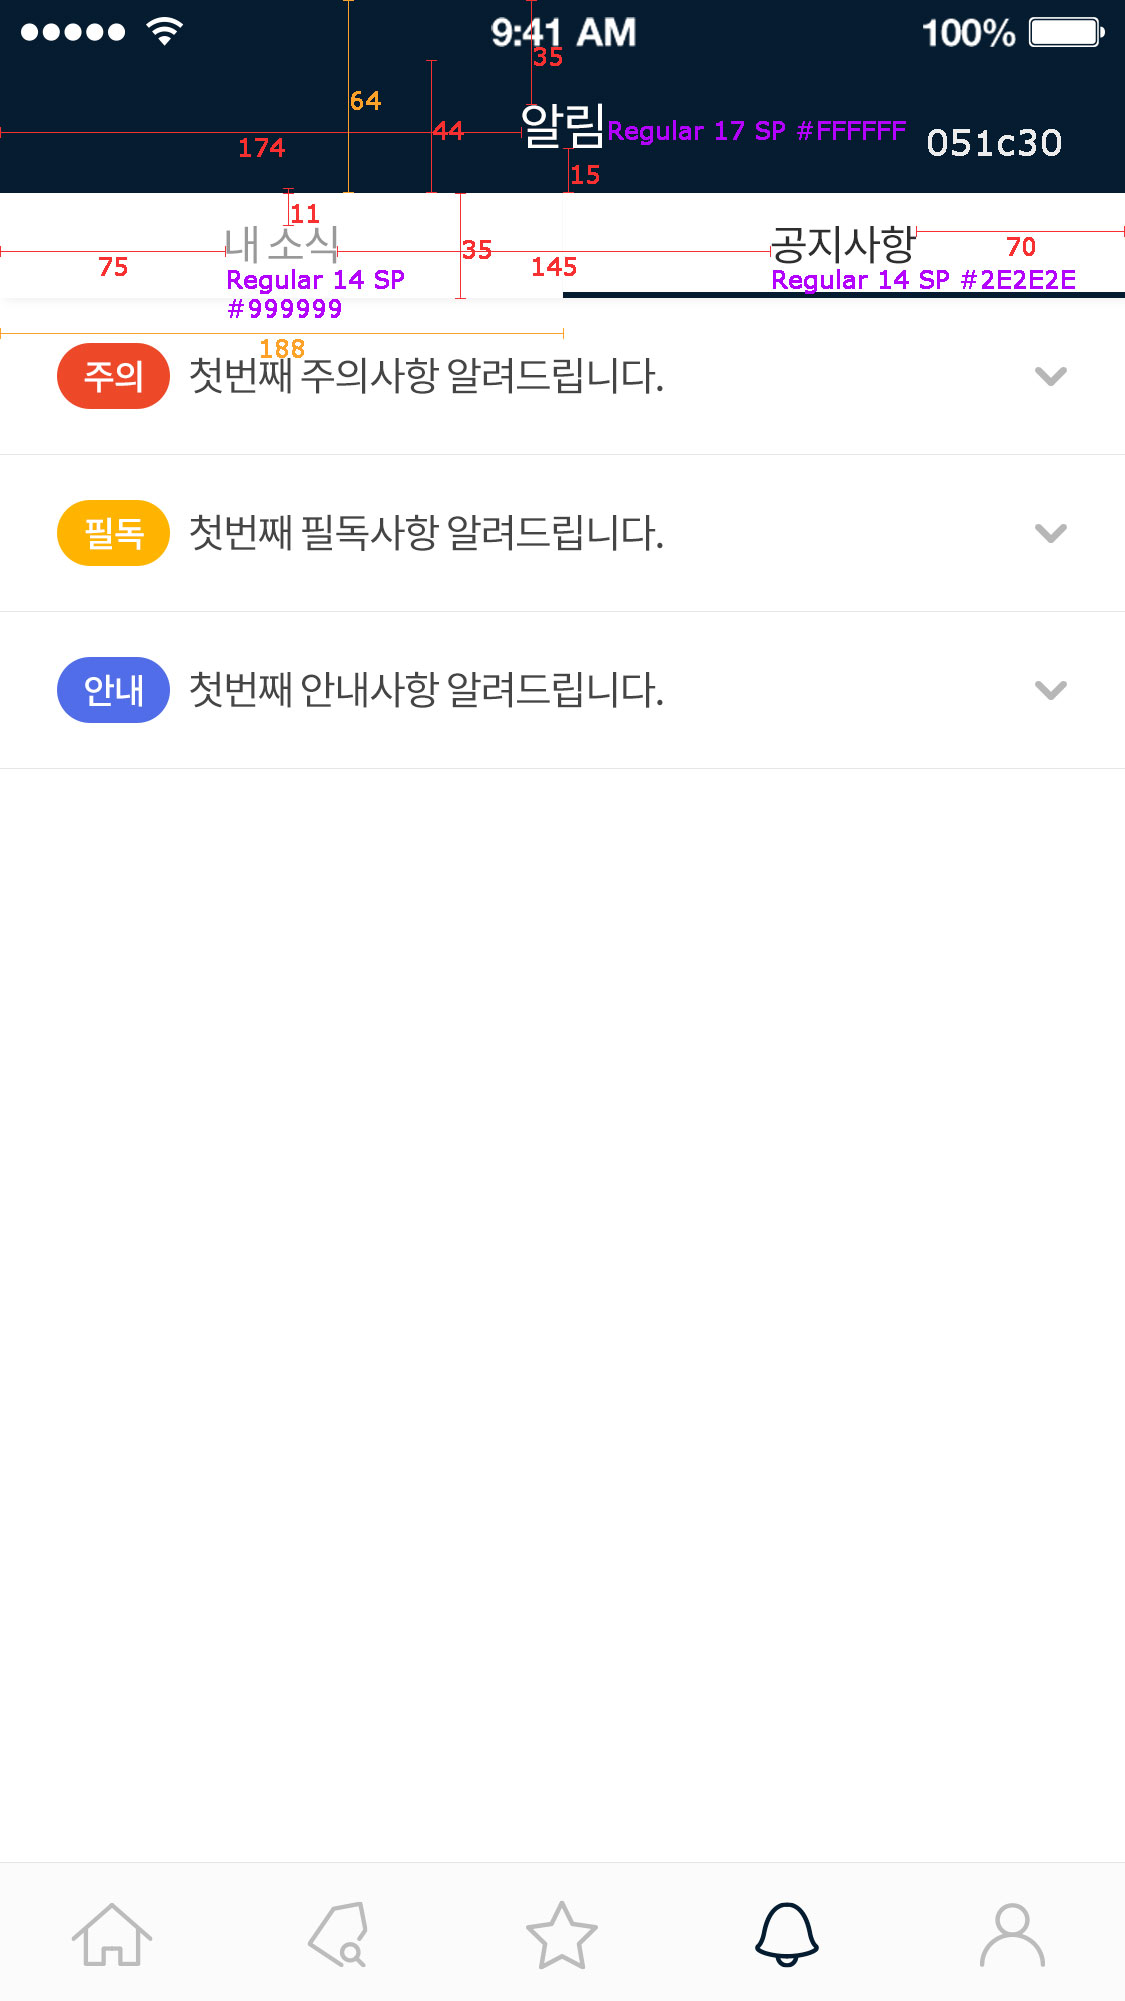 9:41 AM
100%
35
64
44
알림
Regular 17 SP #FFFFFF
051c30
174
15
11
내 소식
35
공지사항
75
145
70
Regular 14 SP
#999999
Regular 14 SP #2E2E2E
188
주의 첫번째 주의사항 알려드립니다.
필독 첫번째 필독사항 알려드립니다.
안내 첫번째 안내사항 알려드립니다.